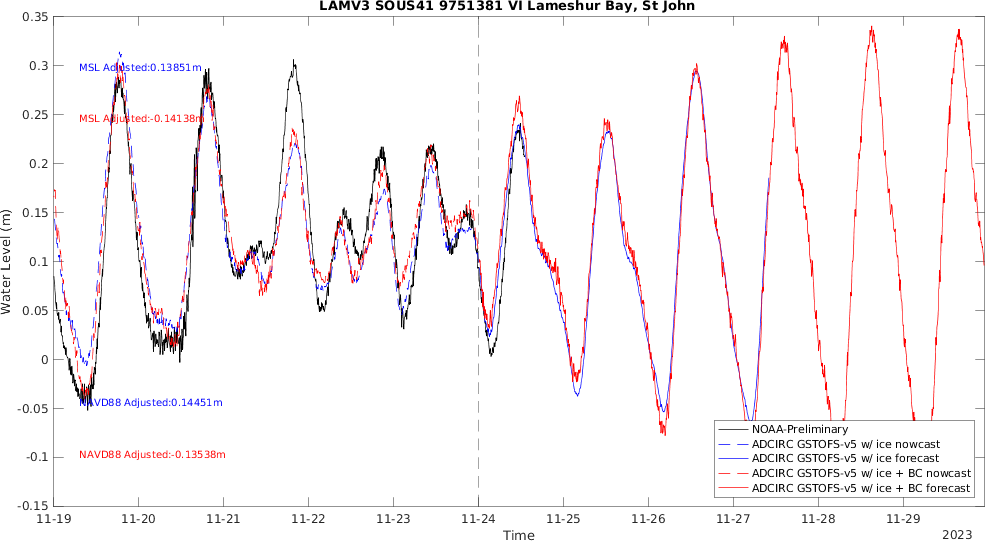 LAMV3 SOUS41 9751381 VI Lameshur Bay, St John
0.35
0.3
0.25
0.2
0.15
0.1
0.05
0
-0.05
-0.1
-0.15
Water Level (m)
MSL Adjusted:0.13851m
MSL Adjusted:-0.14138m
NAVD88 Adjusted:0.14451m
NAVD88 Adjusted:-0.13538m
NOAA-Preliminary
ADCIRC GSTOFS-v5 w/ ice nowcast
ADCIRC GSTOFS-v5 w/ ice forecast
ADCIRC GSTOFS-v5 w/ ice + BC nowcast
ADCIRC GSTOFS-v5 w/ ice + BC forecast
11-19 11-20 11-21 11-22 11-23 11-24 11-25 11-26 11-27 11-28 11-29
Time
2023